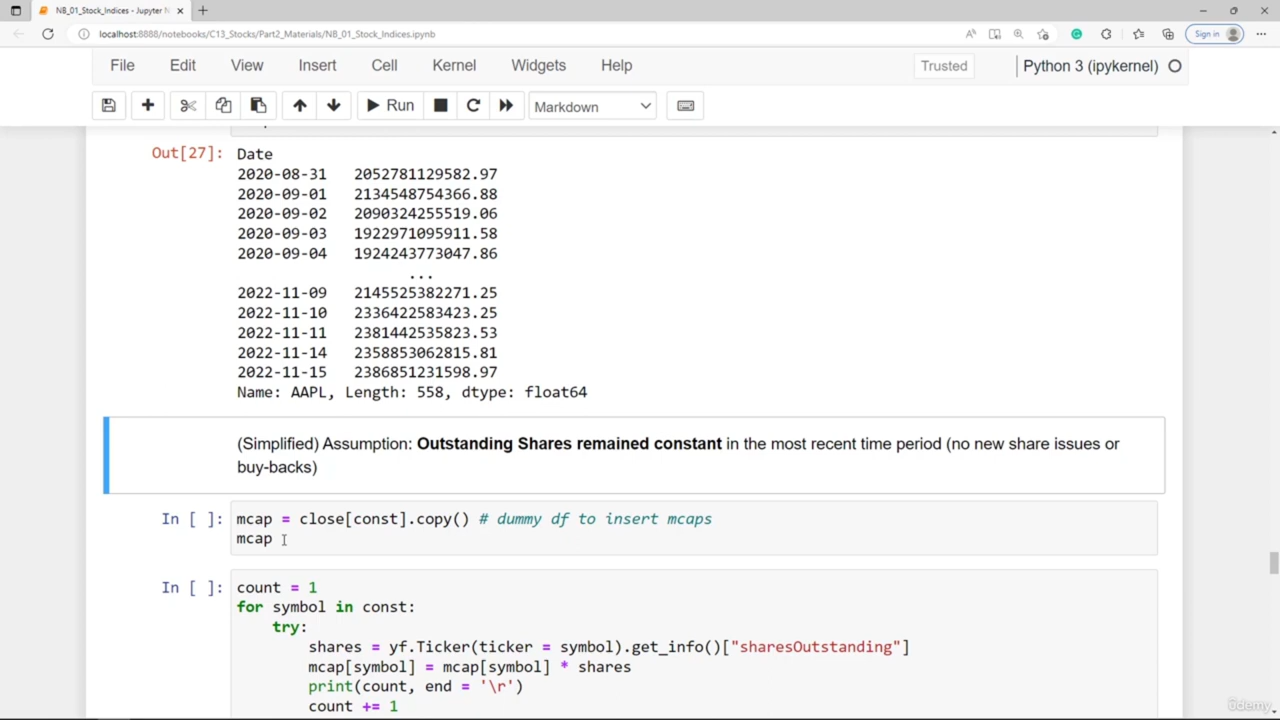 NB_01_Stock_Indices - Jupyter N
localhost:8888/notebooks/C13_Stocks/Part2_Materials/NB_01_Stock_Indices.ipynb
Sign in
File Edit View Insert Cell Kernel Widgets Help
Trusted
Python 3 (ipykernel)
Run
Markdown
Out[27]: Date
2020-08-31 2052781129582.97
2020-09-01 2134548754366.88
2020-09-02 2090324255519.06
2020-09-03 1922971095911.58
2020-09-04 1924243773047.86
...
2022-11-09 2145525382271.25
2022-11-10 2336422583423.25
2022-11-11 2381442535823.53
2022-11-14 2358853062815.81
2022-11-15 2386851231598.97
Name: AAPL, Length: 558, dtype: float64
(Simplified) Assumption: Outstanding Shares remained constant in the most recent time period (no new share issues or
buy-backs)
In [ ]: mcap = close[const].copy() # dummy df to insert mcaps
mcap
In [ ]: count = 1
for symbol in const:
try:
shares = yf.Ticker(ticker = symbol).get_info()["sharesOutstanding"]
mcap[symbol] = mcap[symbol] * shares
print(count, end = '\r')
count += 1
ûdemy